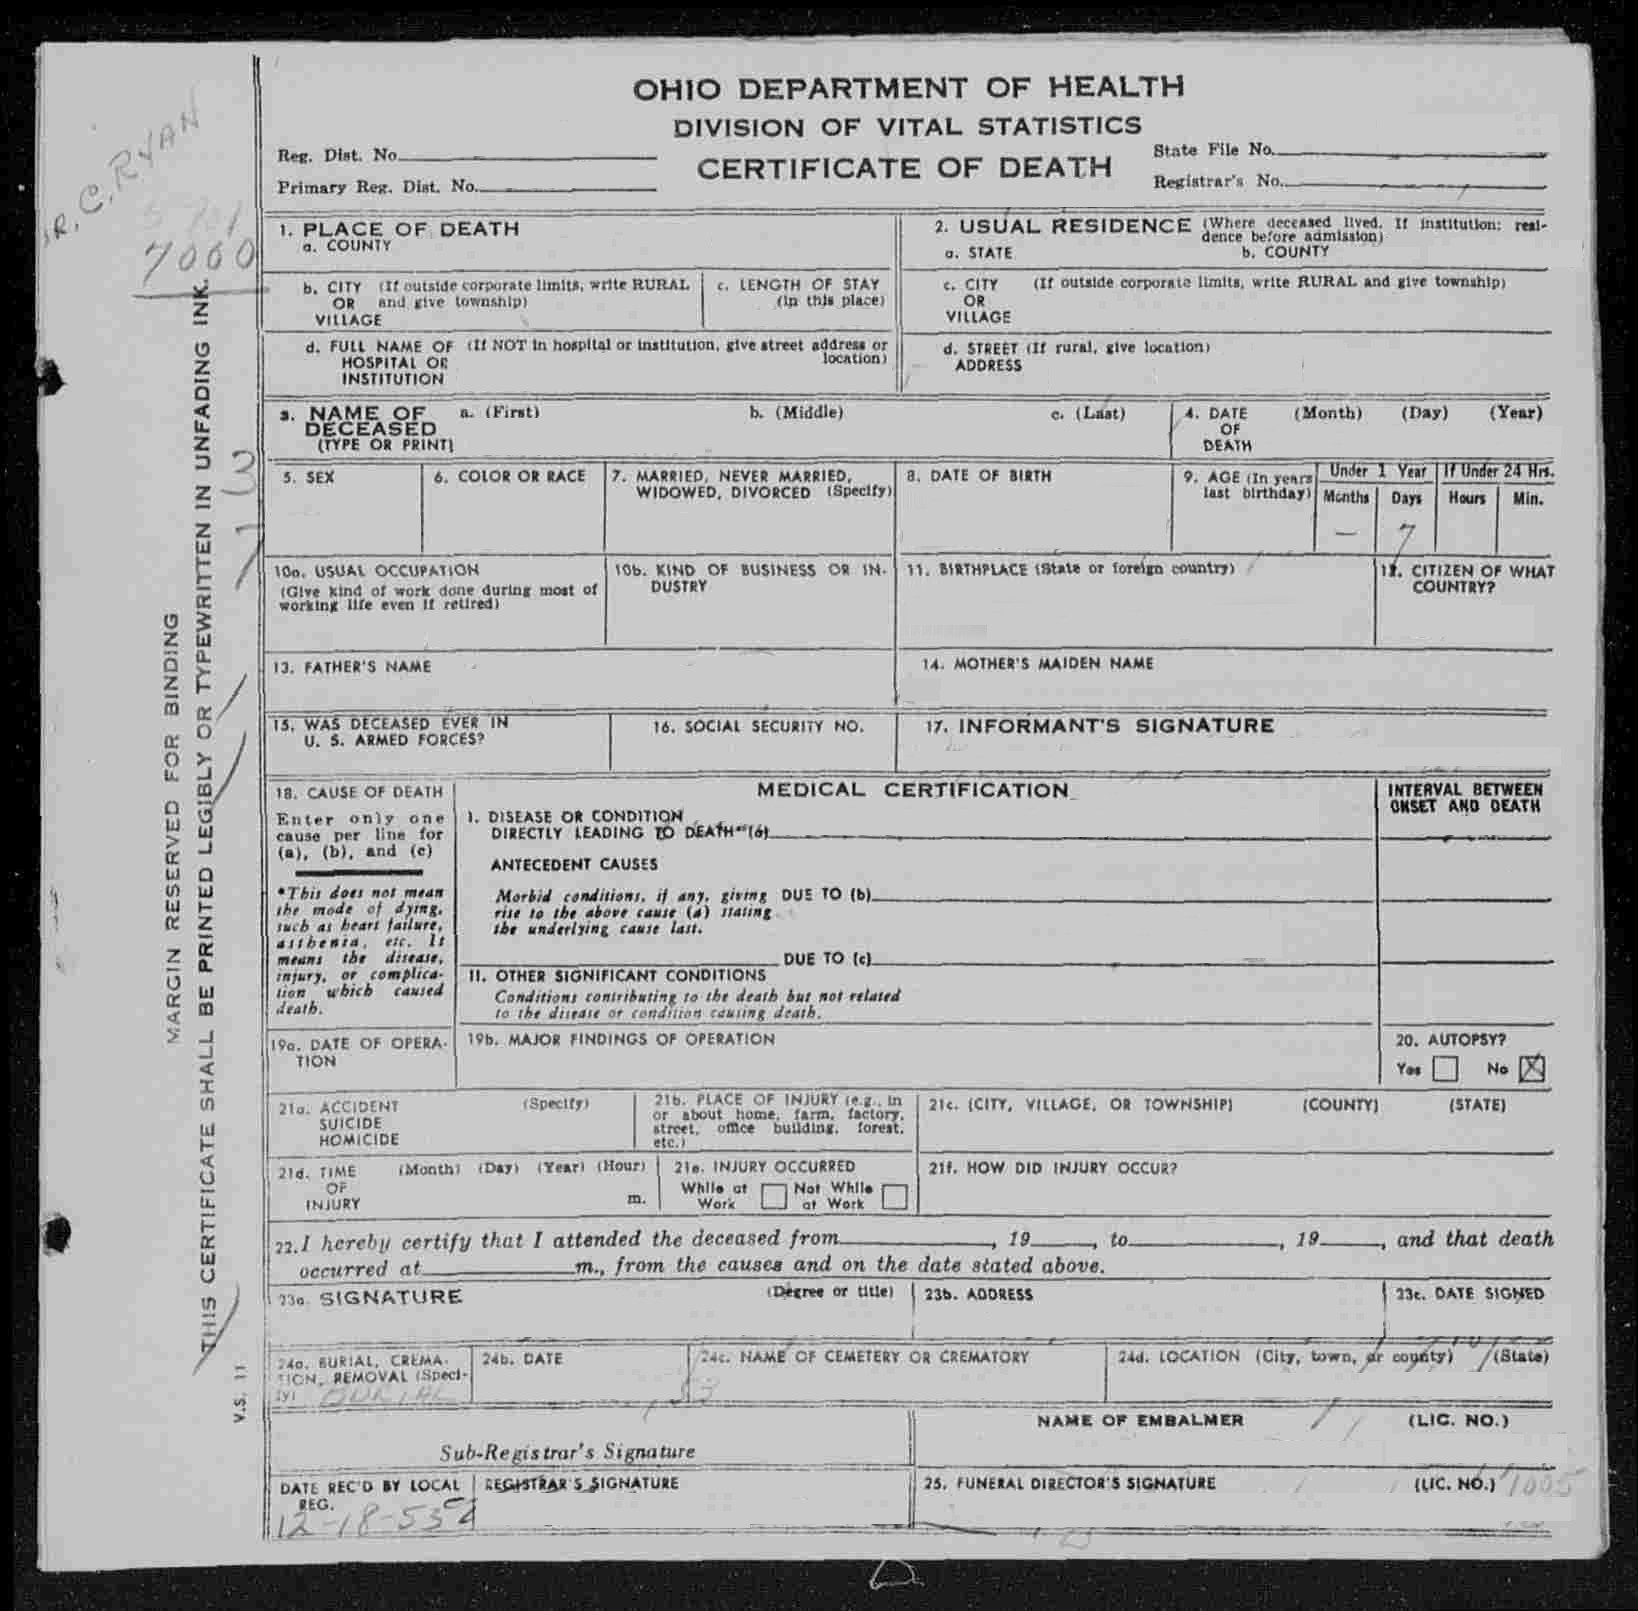 OHIO DEPARTMENT OF HEALTH
DIVISION OF VITAL STATISTICS
CERTIFICATE OF DEATH
Reg. Dist. No.
Primary Reg. Dist. No.
State File No.
Registrar's No.
C. RYAN
7060
MARGIN RESERVED FOR BINDING
THIS CERTIFICATE SHALL BE PRINTED LEGIBLY OR TYPEWRITTEN IN UNFADING INK.
V.S. 11
3
7
1. PLACE OF DEATH
a. COUNTY
2. USUAL RESIDENCE (Where deceased lived. If institution: resi-
dence before admission)
a. STATE b. COUNTY
b. CITY (If outside corporate limits, write RURAL
OR and give township)
VILLAGE
c. LENGTH OF STAY
(in this place)
c. CITY (If outside corporate limits, write RURAL and give township)
OR
VILLAGE
d. FULL NAME OF (If NOT in hospital or institution, give street address or
HOSPITAL OR location)
INSTITUTION
d. STREET (If rural, give location)
ADDRESS
3. NAME OF a. (First) b. (Middle) c. (Last)
DECEASED
(TYPE OR PRINT)
4. DATE (Month) (Day) (Year)
OF
DEATH
5. SEX
6. COLOR OR RACE
7. MARRIED, NEVER MARRIED,
WIDOWED, DIVORCED (Specify)
8. DATE OF BIRTH
9. AGE (In years
last birthday)
Under 1 Year
Months Days
— 7
If Under 24 Hrs.
Hours Min.
10a. USUAL OCCUPATION
(Give kind of work done during most of
working life even if retired)
10b. KIND OF BUSINESS OR IN-
DUSTRY
11. BIRTHPLACE (State or foreign country)
12. CITIZEN OF WHAT
COUNTRY?
13. FATHER'S NAME
14. MOTHER'S MAIDEN NAME
15. WAS DECEASED EVER IN
U. S. ARMED FORCES?
16. SOCIAL SECURITY NO.
17. INFORMANT'S SIGNATURE
18. CAUSE OF DEATH
Enter only one
cause per line for
(a), (b), and (c)
*This does not mean
the mode of dying,
such as heart failure,
asthenia, etc. It
means the disease,
injury, or complica-
tion which caused
death.
MEDICAL CERTIFICATION
I. DISEASE OR CONDITION
DIRECTLY LEADING TO DEATH* (a)
ANTECEDENT CAUSES
Morbid conditions, if any, giving DUE TO (b)
rise to the above cause (a) stating
the underlying cause last.
DUE TO (c)
II. OTHER SIGNIFICANT CONDITIONS
Conditions contributing to the death but not related
to the disease or condition causing death.
INTERVAL BETWEEN
ONSET AND DEATH
19a. DATE OF OPERA-
TION
19b. MAJOR FINDINGS OF OPERATION
20. AUTOPSY?
Yes No X
21a. ACCIDENT (Specify)
SUICIDE
HOMICIDE
21b. PLACE OF INJURY (e.g., in
or about home, farm, factory,
street, office building, forest,
etc.)
21c. (CITY, VILLAGE, OR TOWNSHIP) (COUNTY) (STATE)
21d. TIME (Month) (Day) (Year) (Hour)
OF
INJURY m.
21e. INJURY OCCURRED
While at Not While
Work at Work
21f. HOW DID INJURY OCCUR?
22. I hereby certify that I attended the deceased from , 19 , to , 19 , and that death
occurred at m., from the causes and on the date stated above.
23a. SIGNATURE (Degree or title)
23b. ADDRESS
23c. DATE SIGNED
24a. BURIAL, CREMA-
TION, REMOVAL (Speci-
fy) BURIAL
24b. DATE
24c. NAME OF CEMETERY OR CREMATORY
24d. LOCATION (City, town, or county) (State)
Sub-Registrar's Signature
NAME OF EMBALMER (LIC. NO.)
DATE REC'D BY LOCAL
REG.
12-18-53
REGISTRAR'S SIGNATURE
25. FUNERAL DIRECTOR'S SIGNATURE (LIC. NO.)